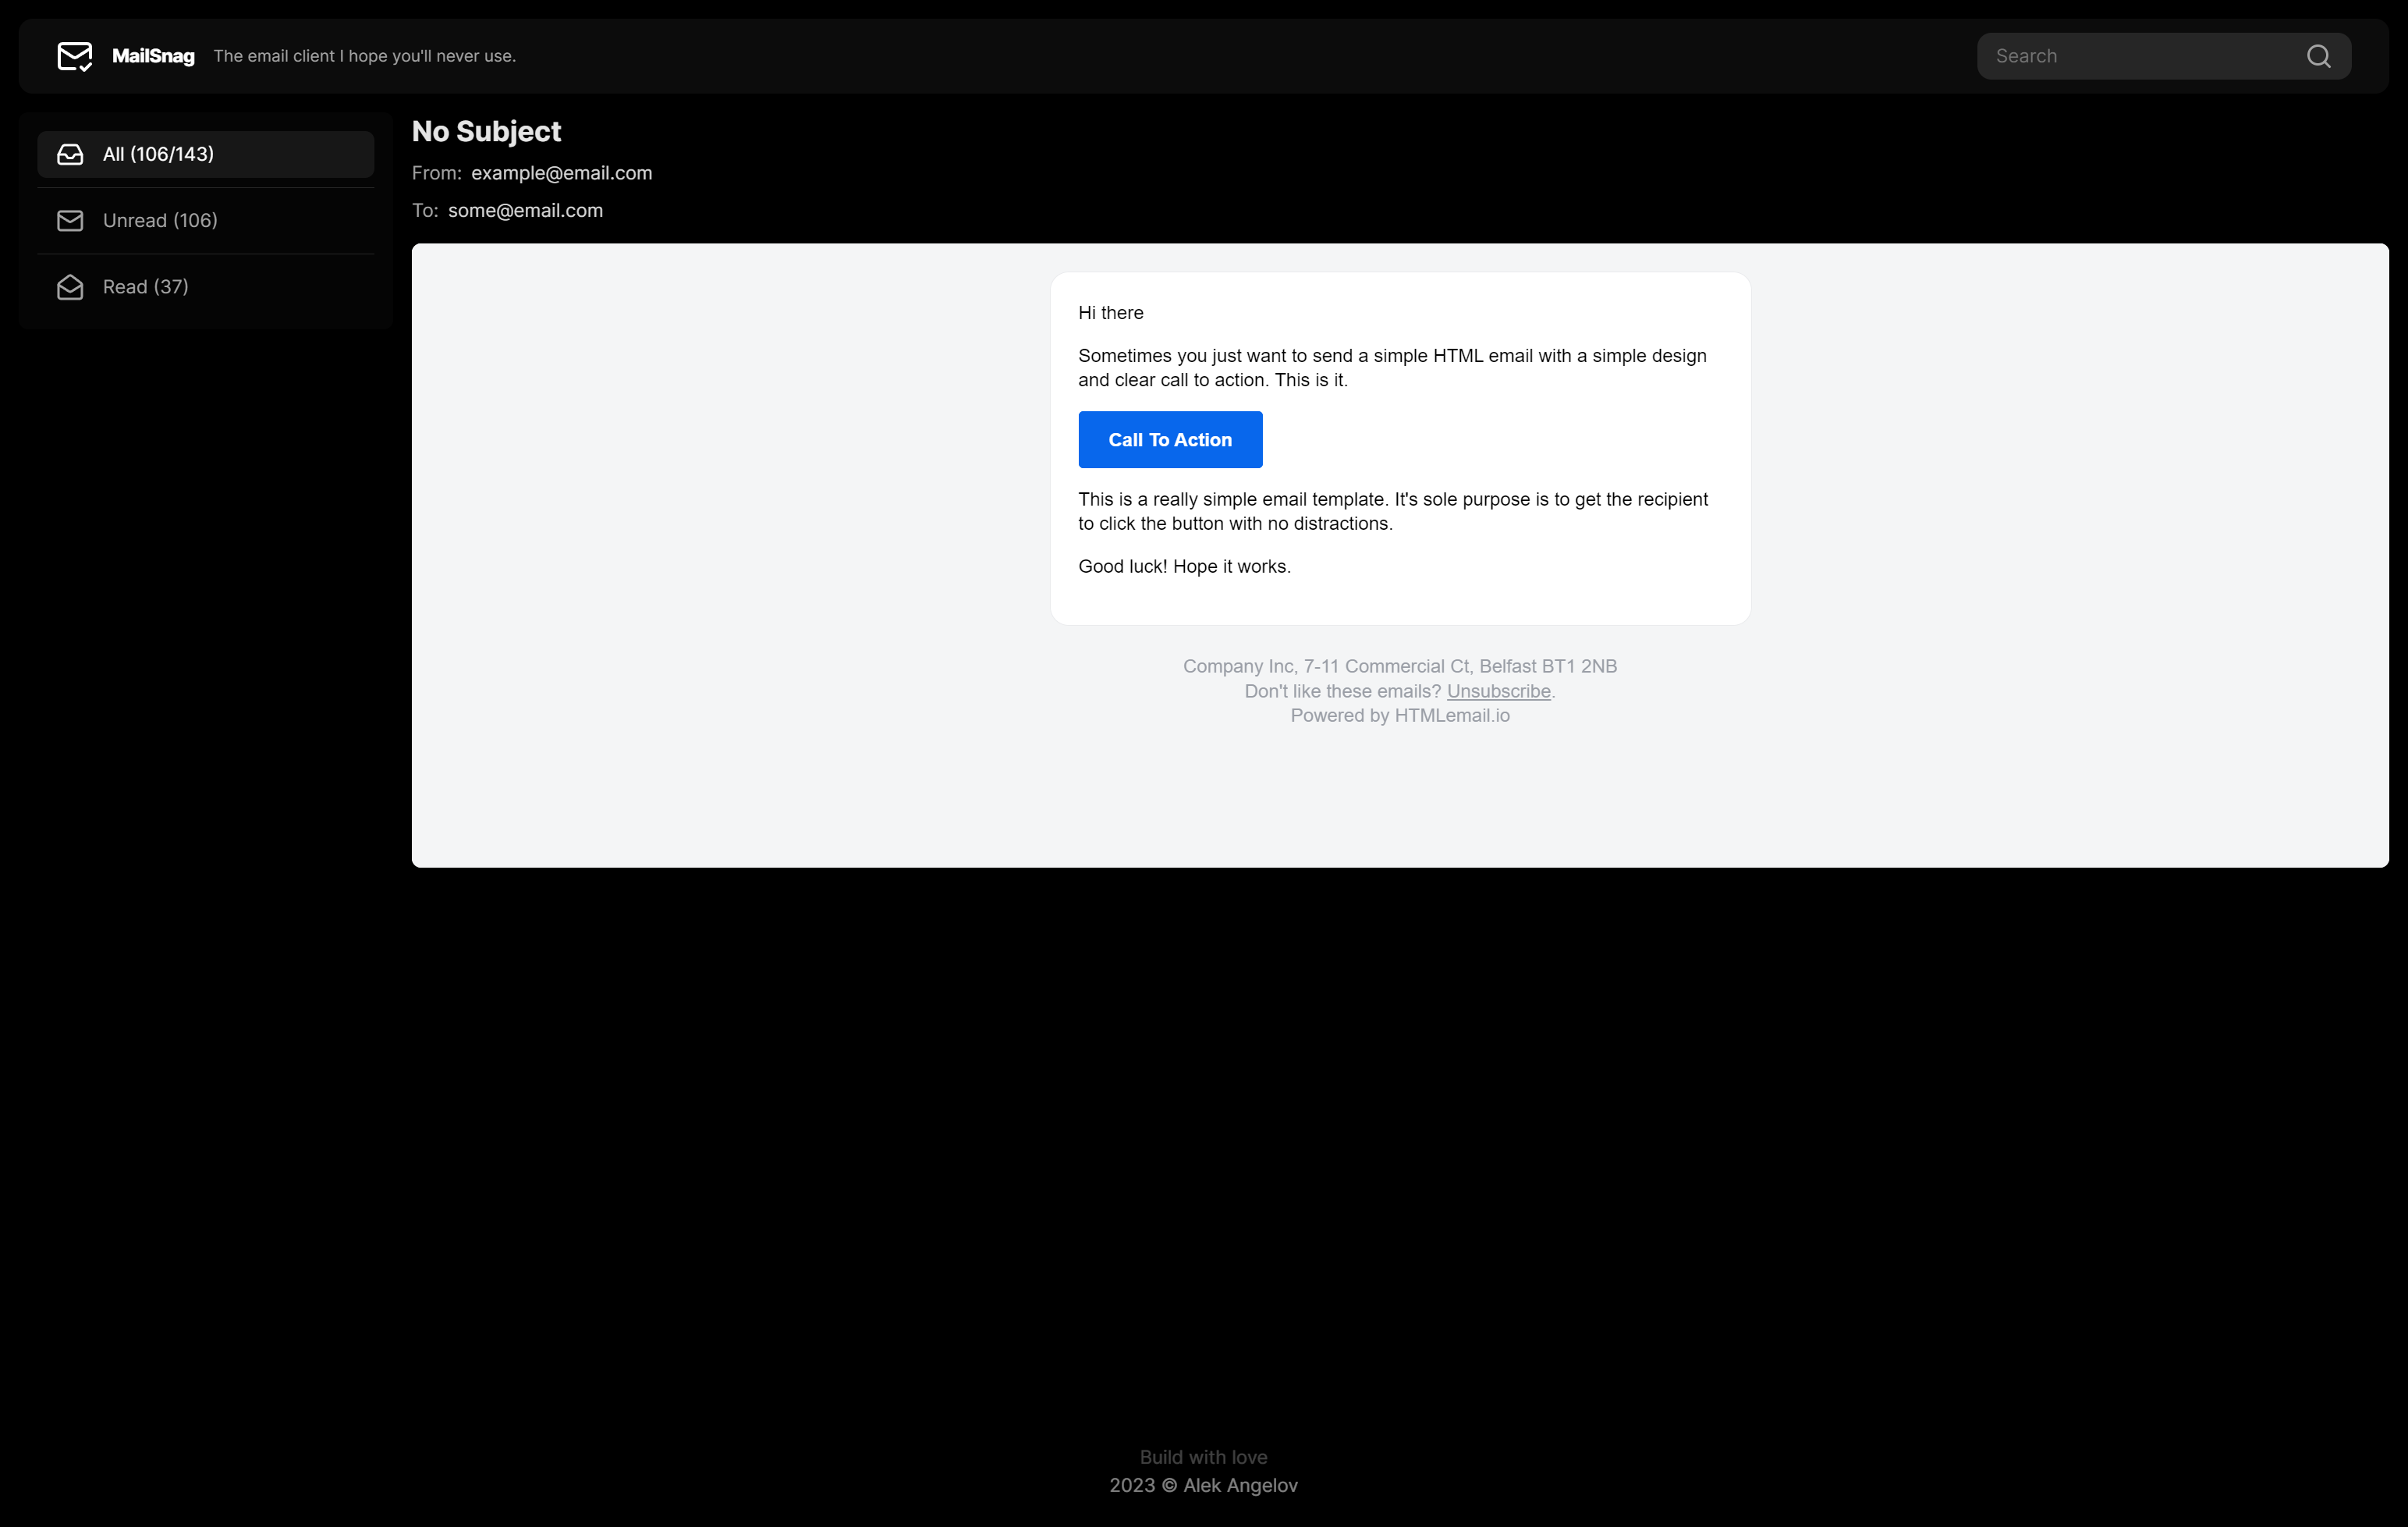 MailSnag The email client I hope you'll never use.
Search
All (106/143)
Unread (106)
Read (37)
No Subject
From: example@email.com
To: some@email.com
Hi there
Sometimes you just want to send a simple HTML email with a simple design
and clear call to action. This is it.
Call To Action
This is a really simple email template. It's sole purpose is to get the recipient
to click the button with no distractions.
Good luck! Hope it works.
Company Inc, 7-11 Commercial Ct, Belfast BT1 2NB
Don't like these emails? Unsubscribe.
Powered by HTMLemail.io
Build with love
2023 © Alek Angelov